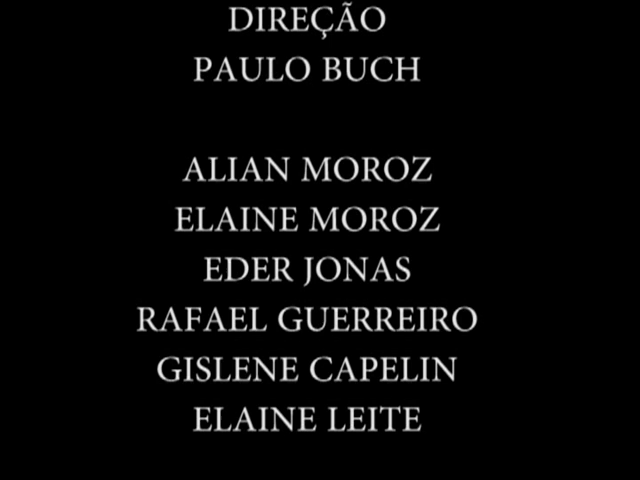 DIREÇÃO
PAULO BUCH
ALIAN MOROZ
ELAINE MOROZ
EDER JONAS
RAFAEL GUERREIRO
GISLENE CAPELIN
ELAINE LEITE